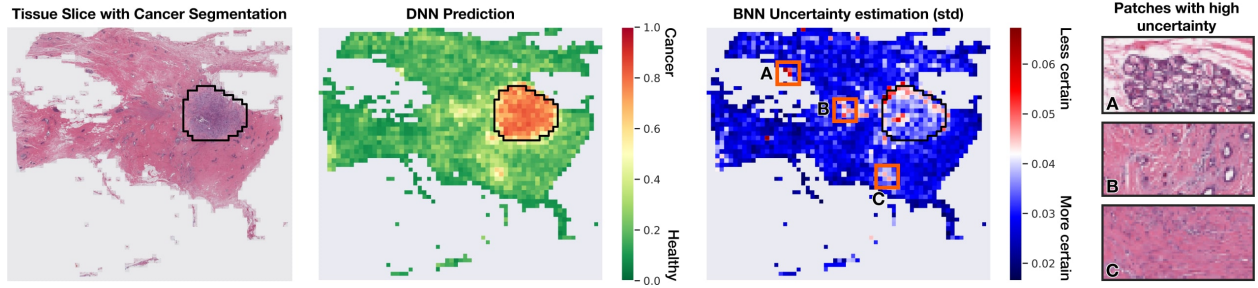 Tissue Slice with Cancer Segmentation
DNN Prediction
1.0
0.8
0.6
0.4
0.2
0.0
Cancer
Healthy
BNN Uncertainty estimation (std)
A
B
C
0.06
0.05
0.04
0.03
0.02
Less certain
More certain
Patches with high
uncertainty
A
B
C